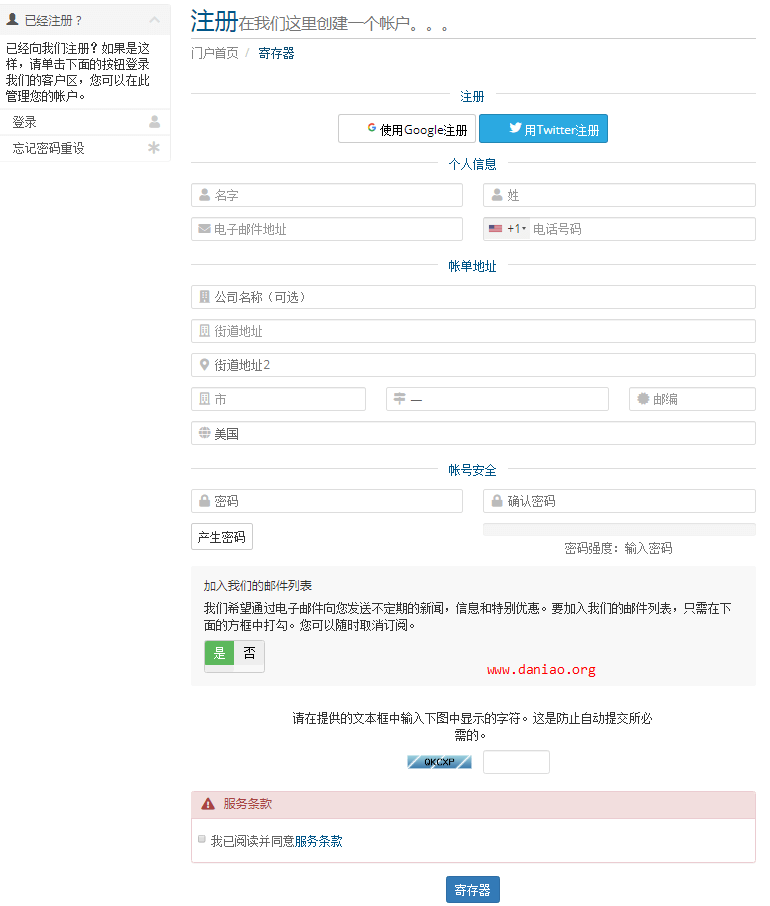 已经注册？
已经向我们注册？如果是这
样，请单击下面的按钮登录
我们的客户区，您可以在此
管理您的帐户。
登录
忘记密码重设
注册在我们这里创建一个帐户。。。
门户首页 / 寄存器
注册
使用Google注册 用Twitter注册
个人信息
名字 姓
电子邮件地址 +1 电话号码
帐单地址
公司名称（可选）
街道地址
街道地址2
市 — 邮编
美国
帐号安全
密码 确认密码
产生密码
密码强度：输入密码
加入我们的邮件列表
我们希望通过电子邮件向您发送不定期的新闻，信息和特别优惠。要加入我们的邮件列表，只需在下
面的方框中打勾。您可以随时取消订阅。
是 否
www.daniao.org
请在提供的文本框中输入下图中显示的字符。这是防止自动提交所必
需的。
QKCXP
服务条款
我已阅读并同意服务条款
寄存器